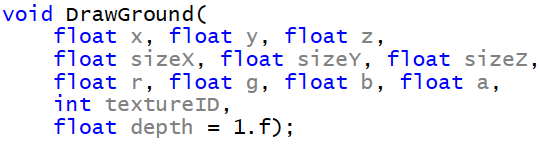 void DrawGround(
    float x, float y, float z,
    float sizeX, float sizeY, float sizeZ,
    float r, float g, float b, float a,
    int textureID,
    float depth = 1.f);